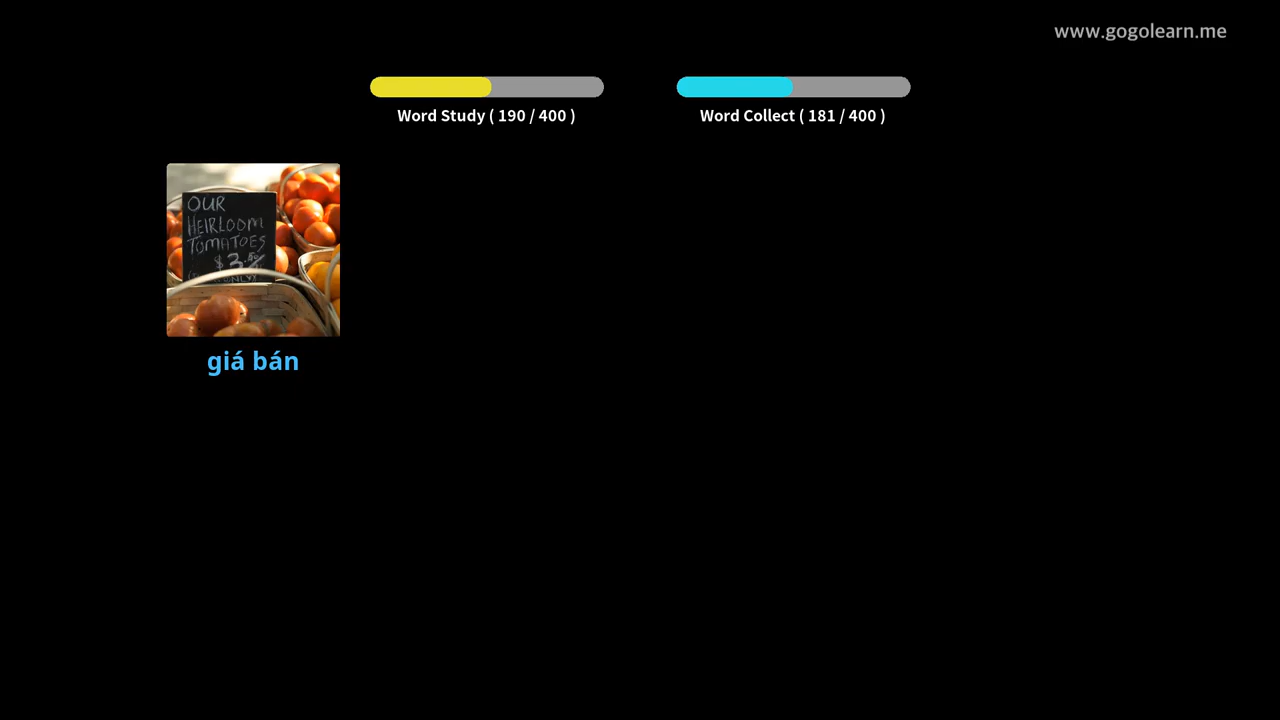 www.gogolearn.me
Word Study ( 190 / 400 )
Word Collect ( 181 / 400 )
OUR
HEIRLOOM
TOMATOES
giá bán